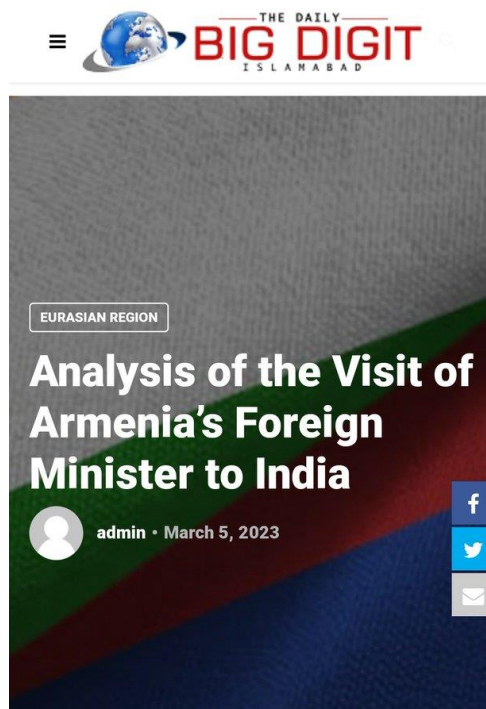 THE DAILY
BIG DIGIT
ISLAMABAD
EURASIAN REGION
Analysis of the Visit of
Armenia’s Foreign
Minister to India
admin • March 5, 2023